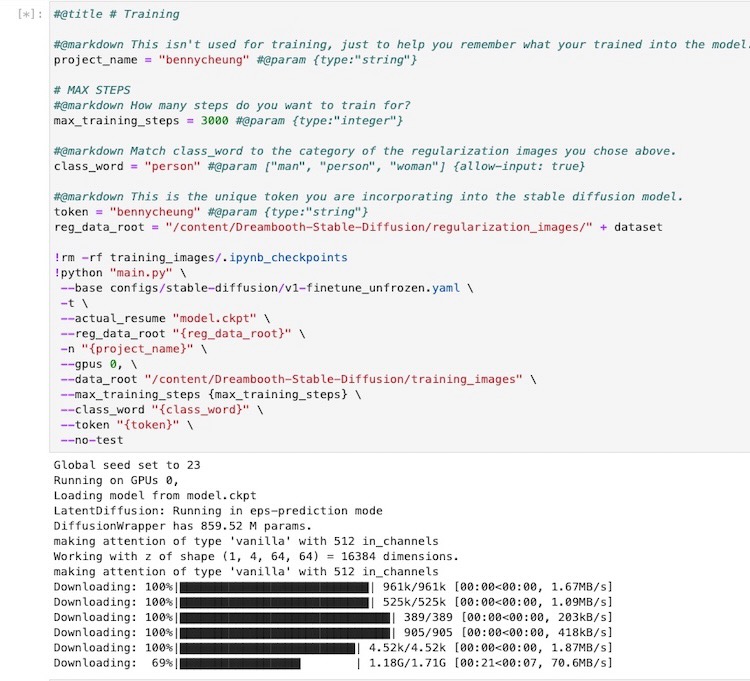 [*]: #@title # Training
#@markdown This isn't used for training, just to help you remember what your trained into the model.
project_name = "bennycheung" #@param {type:"string"}
# MAX STEPS
#@markdown How many steps do you want to train for?
max_training_steps = 3000 #@param {type:"integer"}
#@markdown Match class_word to the category of the regularization images you chose above.
class_word = "person" #@param ["man", "person", "woman"] {allow-input: true}
#@markdown This is the unique token you are incorporating into the stable diffusion model.
token = "bennycheung" #@param {type:"string"}
reg_data_root = "/content/Dreambooth-Stable-Diffusion/regularization_images/" + dataset
!rm -rf training_images/.ipynb_checkpoints
!python "main.py" \
--base configs/stable-diffusion/v1-finetune_unfrozen.yaml \
-t \
--actual_resume "model.ckpt" \
--reg_data_root "{reg_data_root}" \
-n "{project_name}" \
--gpus 0, \
--data_root "/content/Dreambooth-Stable-Diffusion/training_images" \
--max_training_steps {max_training_steps} \
--class_word "{class_word}" \
--token "{token}" \
--no-test
Global seed set to 23
Running on GPUs 0,
Loading model from model.ckpt
LatentDiffusion: Running in eps-prediction mode
DiffusionWrapper has 859.52 M params.
making attention of type 'vanilla' with 512 in_channels
Working with z of shape (1, 4, 64, 64) = 16384 dimensions.
making attention of type 'vanilla' with 512 in_channels
Downloading: 100%| | 961k/961k [00:00<00:00, 1.67MB/s]
Downloading: 100%| | 525k/525k [00:00<00:00, 1.09MB/s]
Downloading: 100%| | 389/389 [00:00<00:00, 203kB/s]
Downloading: 100%| | 905/905 [00:00<00:00, 418kB/s]
Downloading: 100%| | 4.52k/4.52k [00:00<00:00, 1.87MB/s]
Downloading: 69%| | 1.18G/1.71G [00:21<00:07, 70.6MB/s]